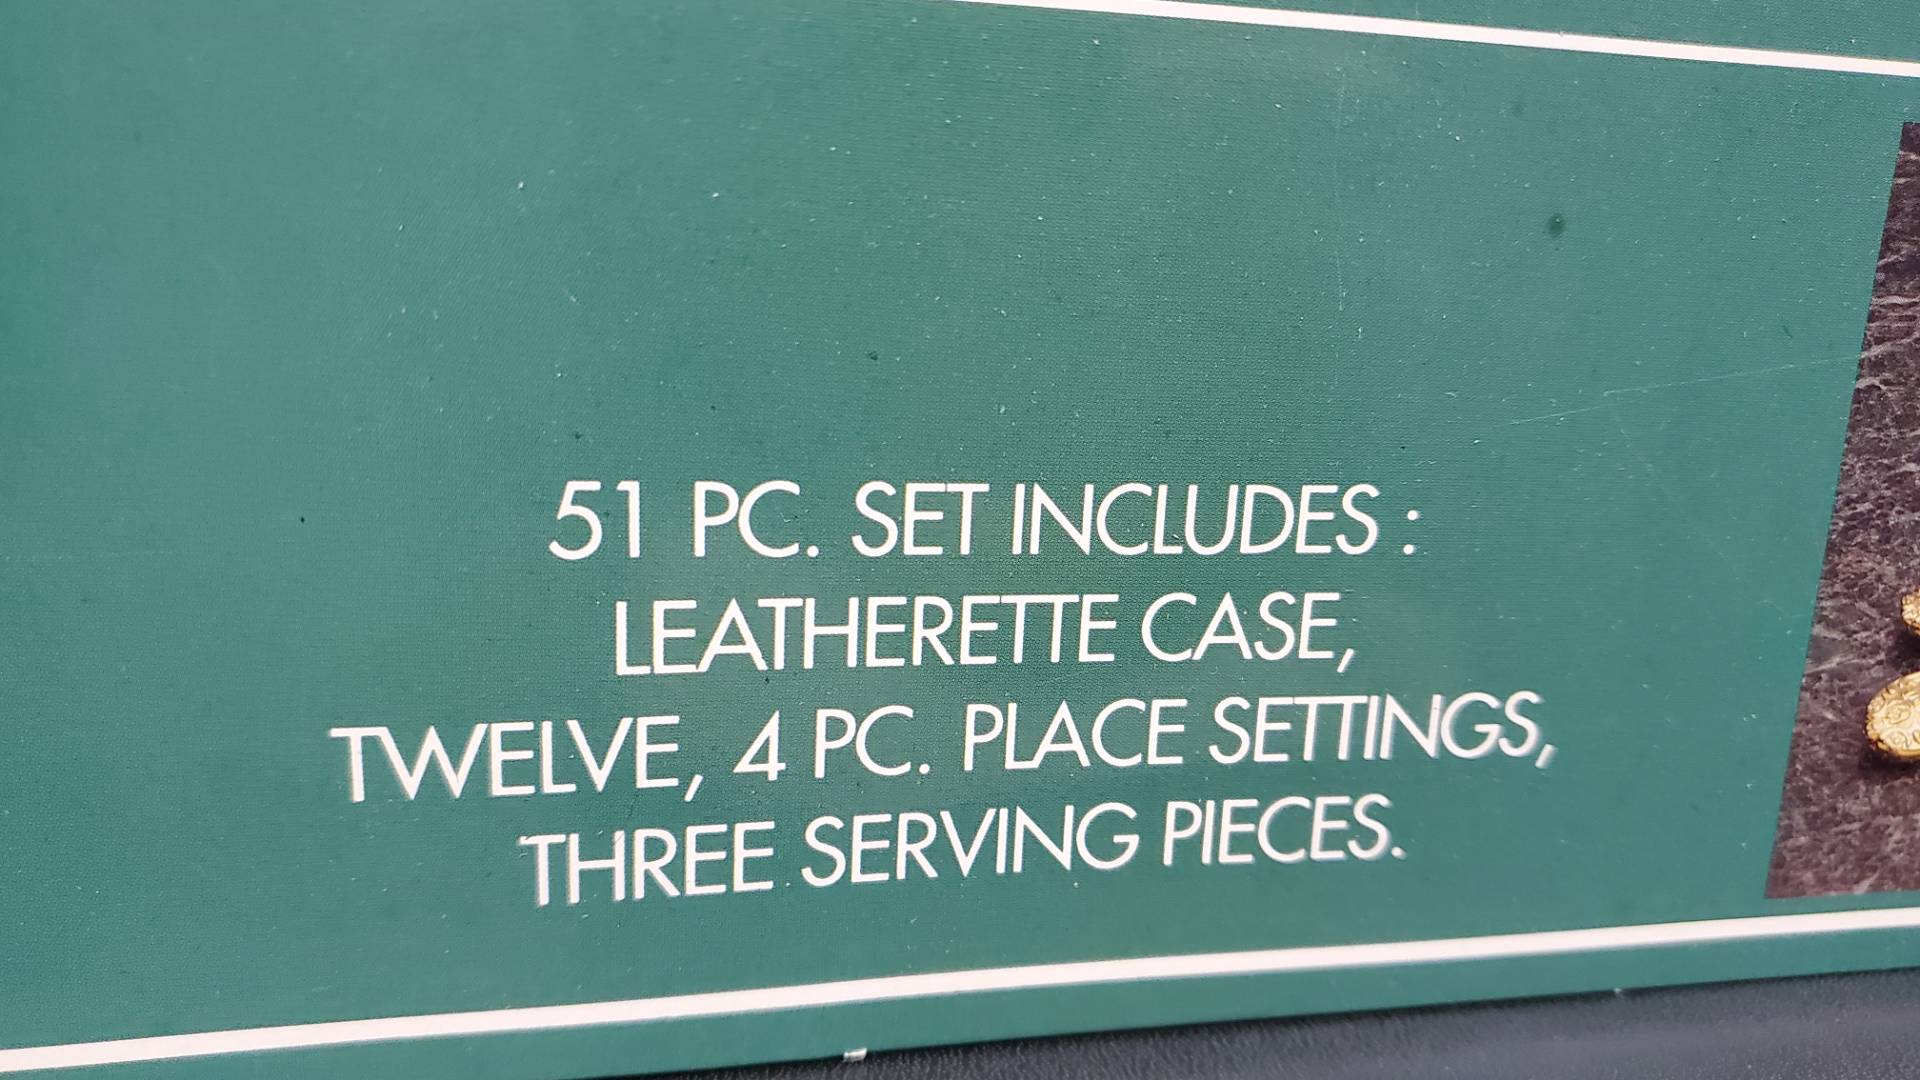 51 PC. SET INCLUDES :
LEATHERETTE CASE,
TWELVE, 4 PC. PLACE SETTINGS,
THREE SERVING PIECES.